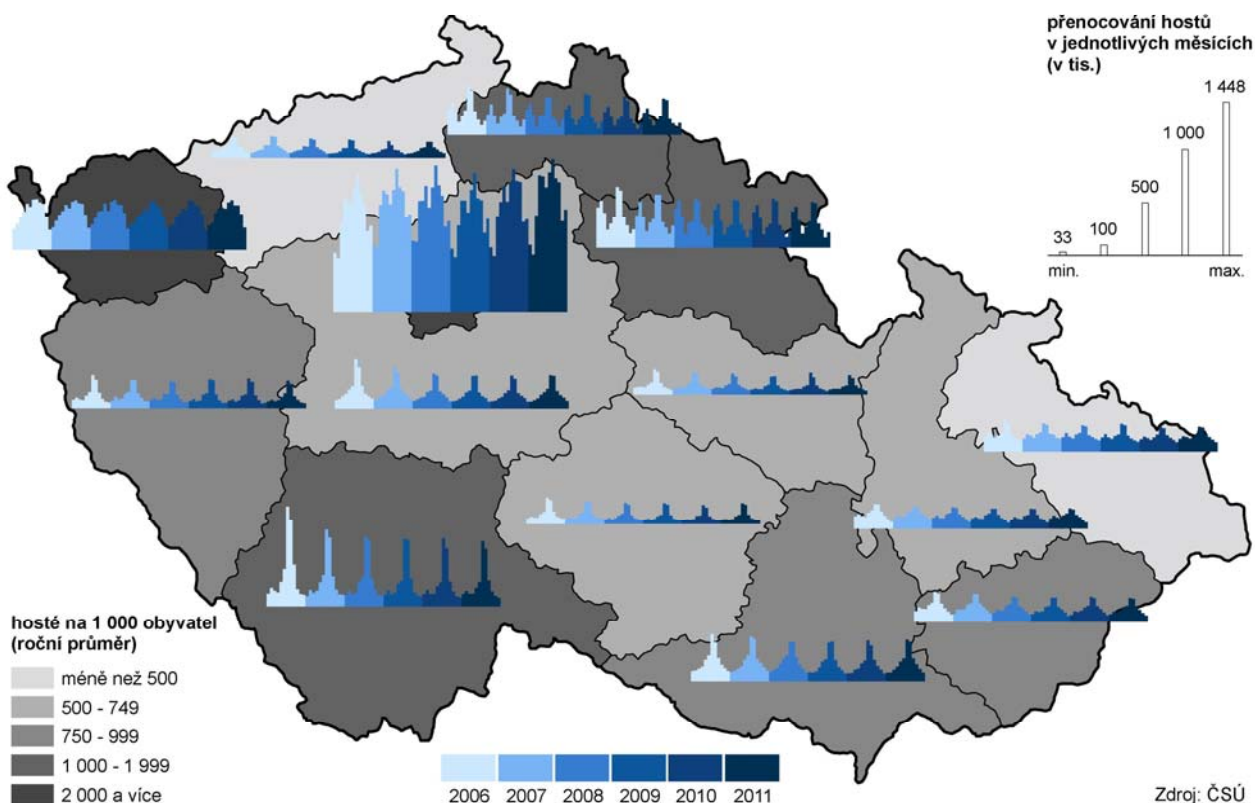 přenocování hostů
v jednotlivých měsících
(v tis.)
1 448
1 000
500
100
33
min.
max.
hosté na 1 000 obyvatel
(roční průměr)
méně než 500
500 - 749
750 - 999
1 000 - 1 999
2 000 a více
2006 2007 2008 2009 2010 2011
Zdroj: ČSÚ